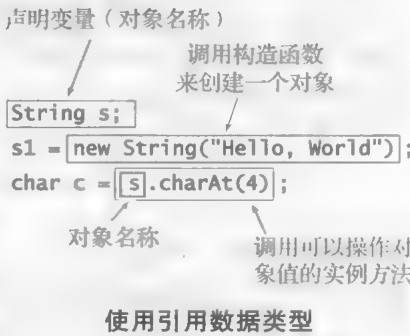 声明变量（对象名称）
调用构造函数
来创建一个对象
String s;
s1 = new String("Hello, World");
char c = s.charAt(4);
对象名称
调用可以操作对
象值的实例方法
使用引用数据类型